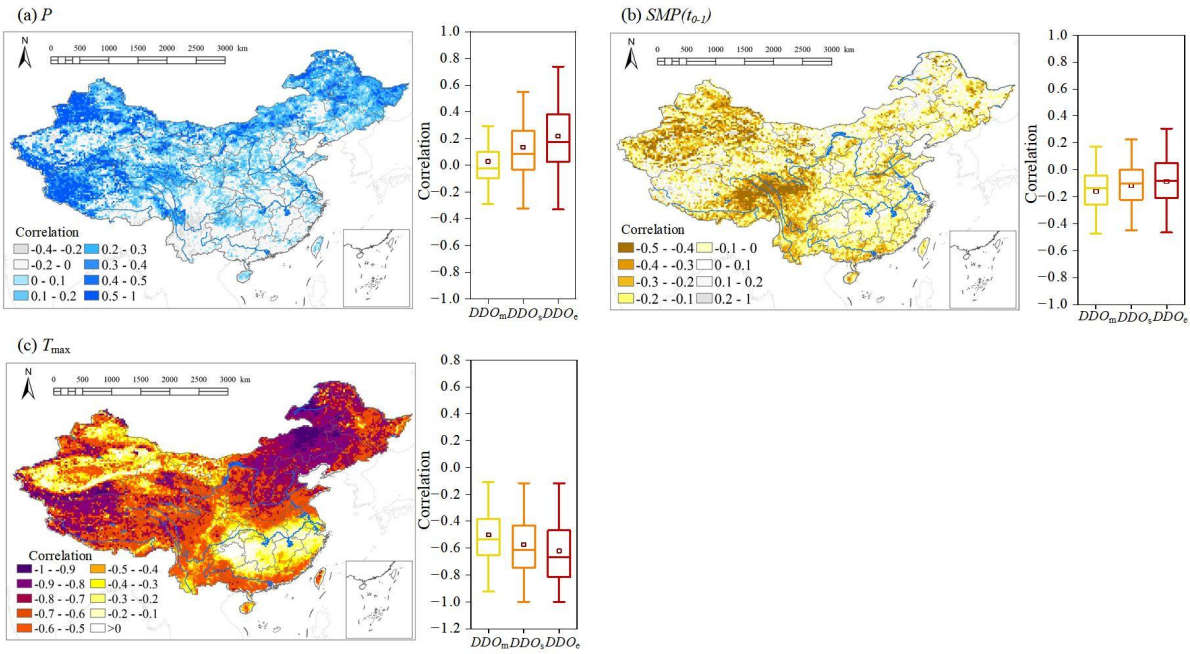 (a) P
N
0 500 1000 1500 2000 2500 3000 km
Correlation
-0.4 - -0.2
-0.2 - 0
0 - 0.1
0.1 - 0.2
0.2 - 0.3
0.3 - 0.4
0.4 - 0.5
0.5 - 1
Correlation
1.0
0.8
0.6
0.4
0.2
0.0
−0.2
−0.4
−0.6
−0.8
−1.0
DDOm DDOs DDOe
(b) SMP(t0-1)
N
0 500 1000 1500 2000 2500 3000 km
Correlation
-0.5 - -0.4
-0.4 - -0.3
-0.3 - -0.2
-0.2 - -0.1
-0.1 - 0
0 - 0.1
0.1 - 0.2
0.2 - 1
Correlation
1.0
0.8
0.6
0.4
0.2
0.0
−0.2
−0.4
−0.6
−0.8
−1.0
DDOm DDOs DDOe
(c) Tmax
N
0 500 1000 1500 2000 2500 3000 km
Correlation
-1 - -0.9
-0.9 - -0.8
-0.8 - -0.7
-0.7 - -0.6
-0.6 - -0.5
-0.5 - -0.4
-0.4 - -0.3
-0.3 - -0.2
-0.2 - -0.1
>0
Correlation
0.8
0.6
0.4
0.2
0.0
−0.2
−0.4
−0.6
−0.8
−1.0
−1.2
DDOm DDOs DDOe